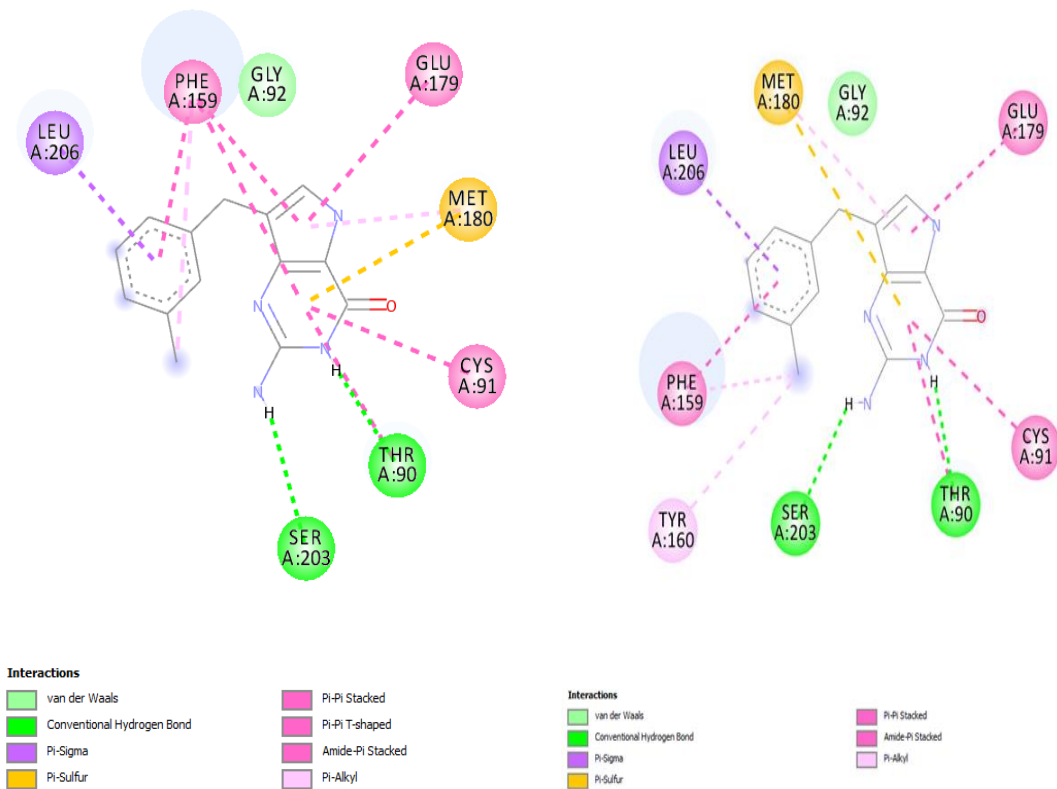 PHE
A:159
GLY
A:92
GLU
A:179
LEU
A:206
MET
A:180
N
N
O
N
H
N
H
CYS
A:91
THR
A:90
SER
A:203
Interactions
van der Waals
Conventional Hydrogen Bond
Pi-Sigma
Pi-Sulfur
Pi-Pi Stacked
Pi-Pi T-shaped
Amide-Pi Stacked
Pi-Alkyl
MET
A:180
GLY
A:92
GLU
A:179
LEU
A:206
N
N
O
N
H
H
N
PHE
A:159
CYS
A:91
TYR
A:160
SER
A:203
THR
A:90
Interactions
van der Waals
Conventional Hydrogen Bond
Pi-Sigma
Pi-Sulfur
Pi-Pi Stacked
Amide-Pi Stacked
Pi-Alkyl